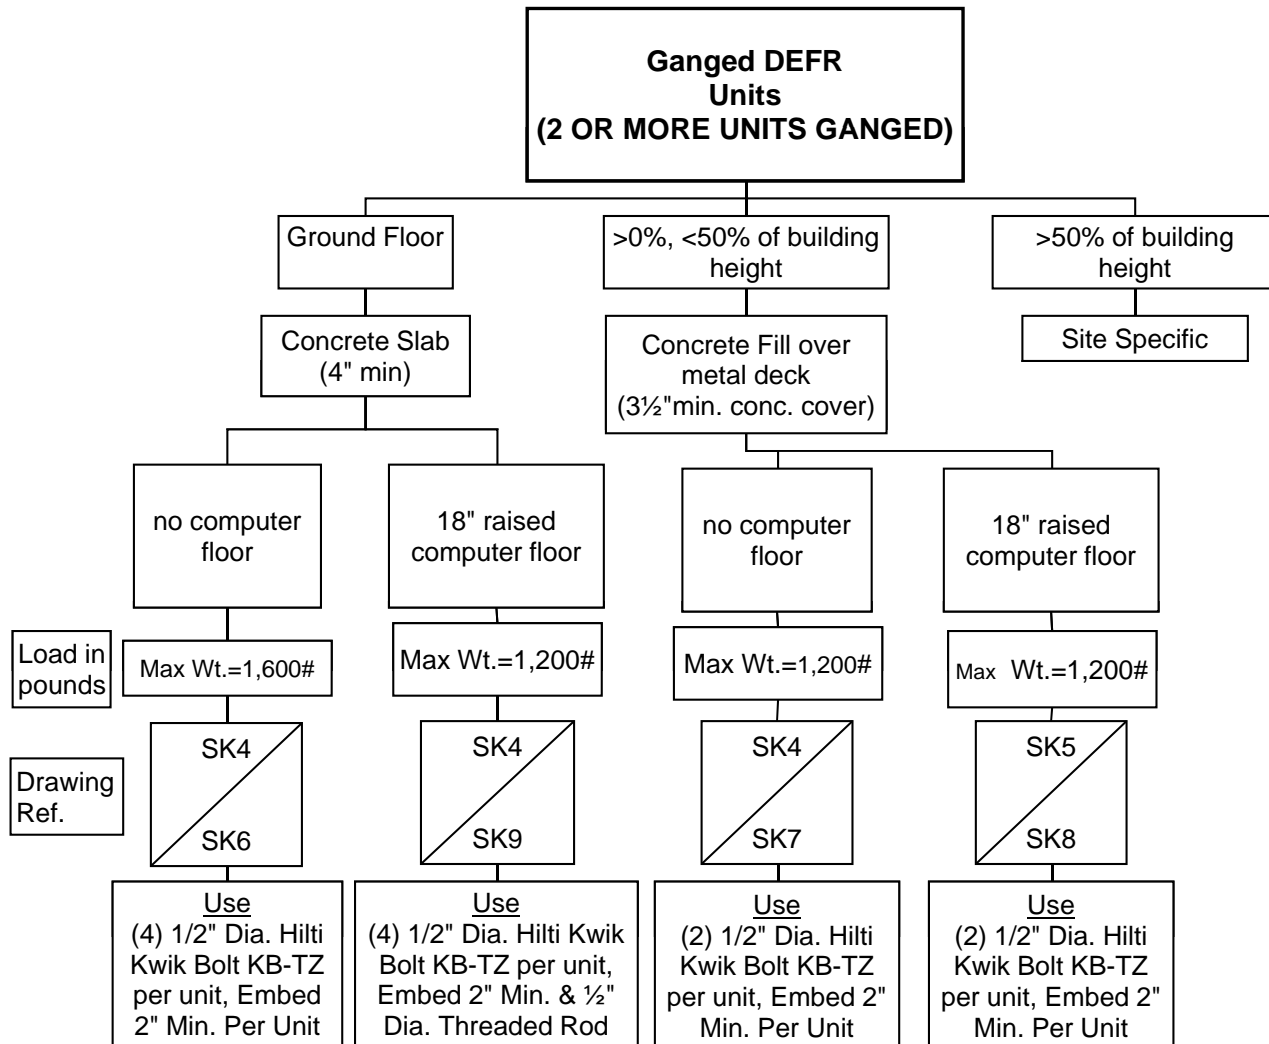 Ganged DEFR
Units
(2 OR MORE UNITS GANGED)
Ground Floor
>0%, <50% of building
height
>50% of building
height
Concrete Slab
(4" min)
Concrete Fill over
metal deck
(3½"min. conc. cover)
Site Specific
no computer
floor
18" raised
computer floor
no computer
floor
18" raised
computer floor
Load in
pounds
Max Wt.=1,600#
Max Wt.=1,200#
Max Wt.=1,200#
Max Wt.=1,200#
Drawing
Ref.
SK4
SK6
SK4
SK9
SK4
SK7
SK5
SK8
Use
(4) 1/2" Dia. Hilti
Kwik Bolt KB-TZ
per unit, Embed
2" Min. Per Unit
Use
(4) 1/2" Dia. Hilti Kwik
Bolt KB-TZ per unit,
Embed 2" Min. & ½"
Dia. Threaded Rod
Use
(2) 1/2" Dia. Hilti
Kwik Bolt KB-TZ
per unit, Embed 2"
Min. Per Unit
Use
(2) 1/2" Dia. Hilti
Kwik Bolt KB-TZ
per unit, Embed 2"
Min. Per Unit